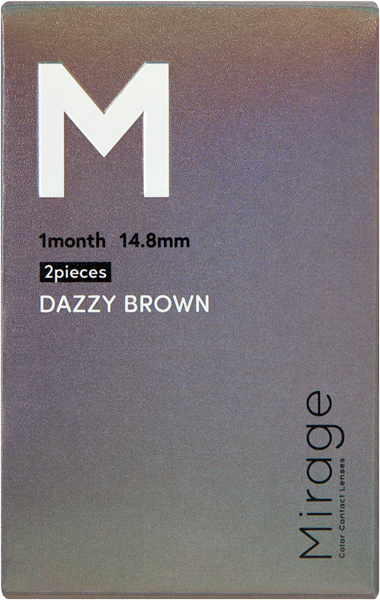 M
1month 14.8mm
2pieces
DAZZY BROWN
Mirage
Color Contact Lenses